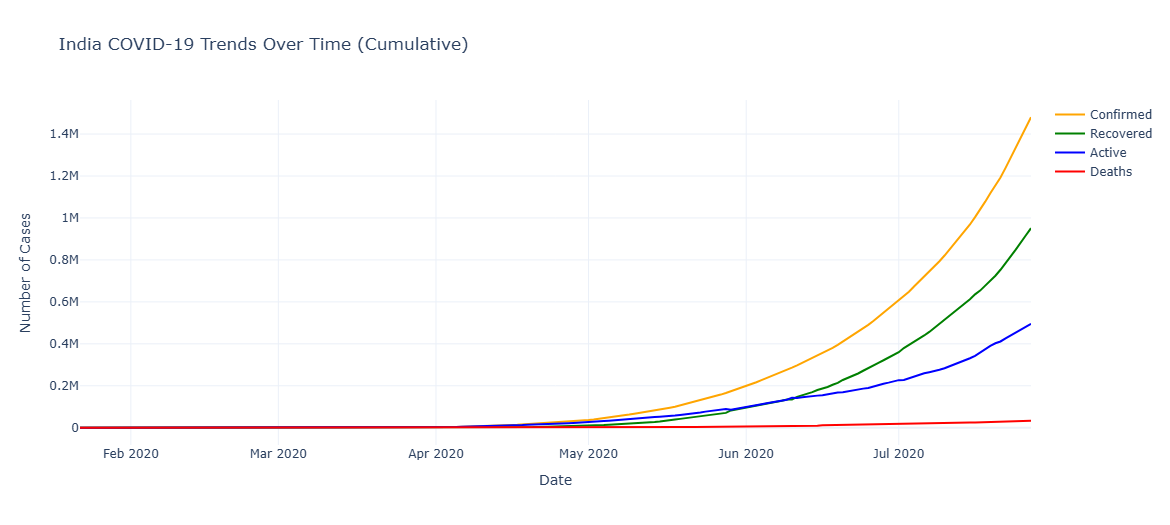 India COVID-19 Trends Over Time (Cumulative)
Confirmed
Recovered
Active
Deaths
Number of Cases
1.4M
1.2M
1M
0.8M
0.6M
0.4M
0.2M
0
Feb 2020
Mar 2020
Apr 2020
May 2020
Jun 2020
Jul 2020
Date